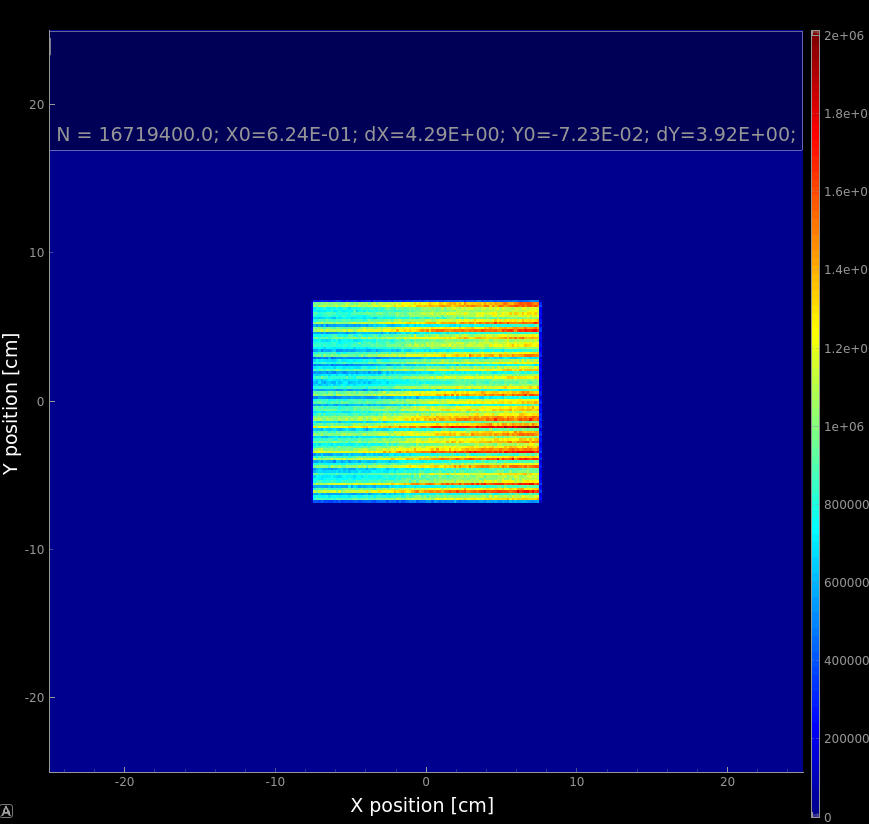 N = 16719400.0; X0=6.24E-01; dX=4.29E+00; Y0=-7.23E-02; dY=3.92E+00;
20
10
0
-10
-20
Y position [cm]
-20
-10
0
10
20
X position [cm]
2e+06
1.8e+0
1.6e+0
1.4e+0
1.2e+0
1e+06
800000
600000
400000
200000
0
A